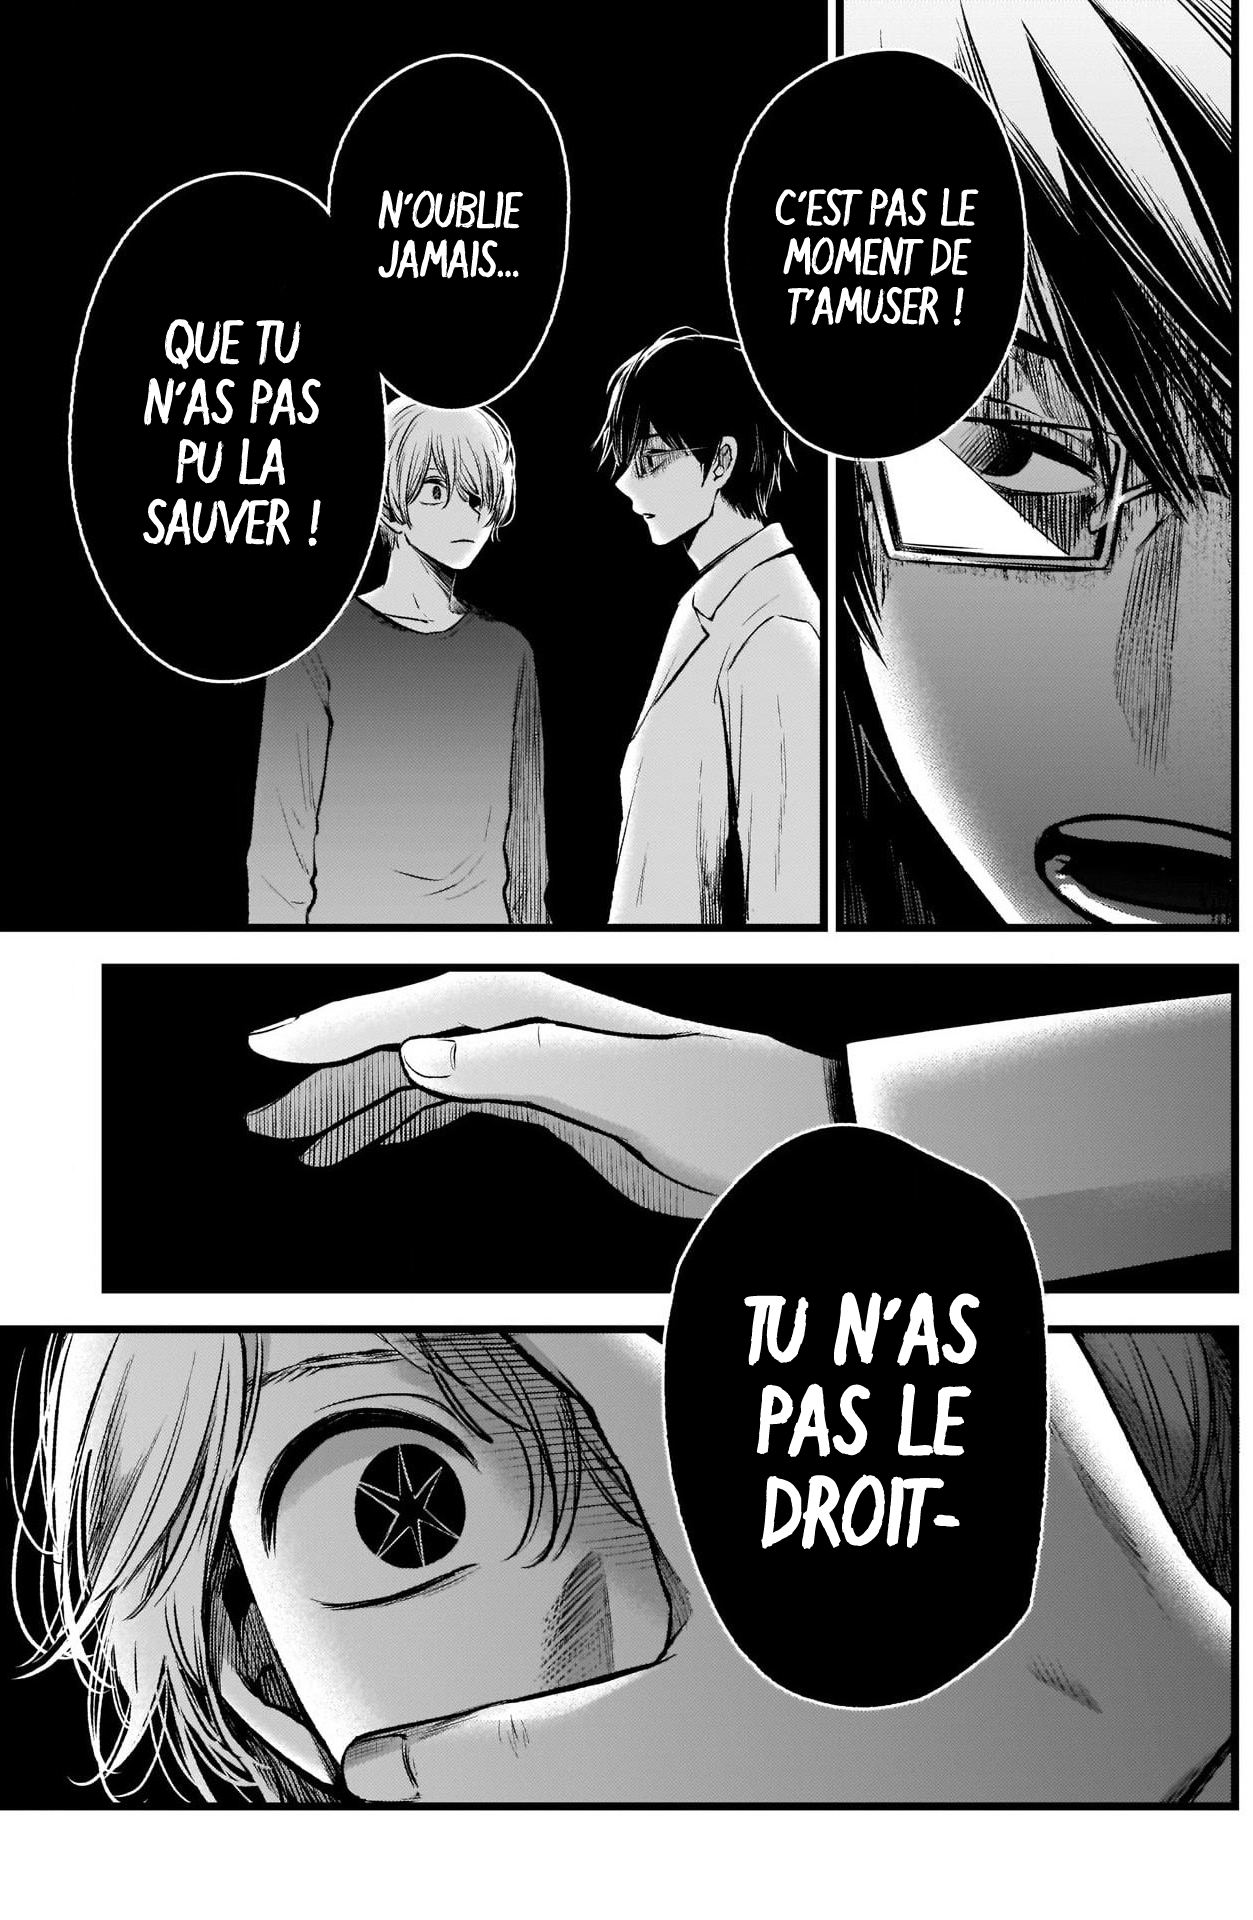 C'EST PAS LE
MOMENT DE
T'AMUSER !
N'OUBLIE
JAMAIS...
QUE TU
N'AS PAS
PU LA
SAUVER !
TU N'AS
PAS LE
DROIT-